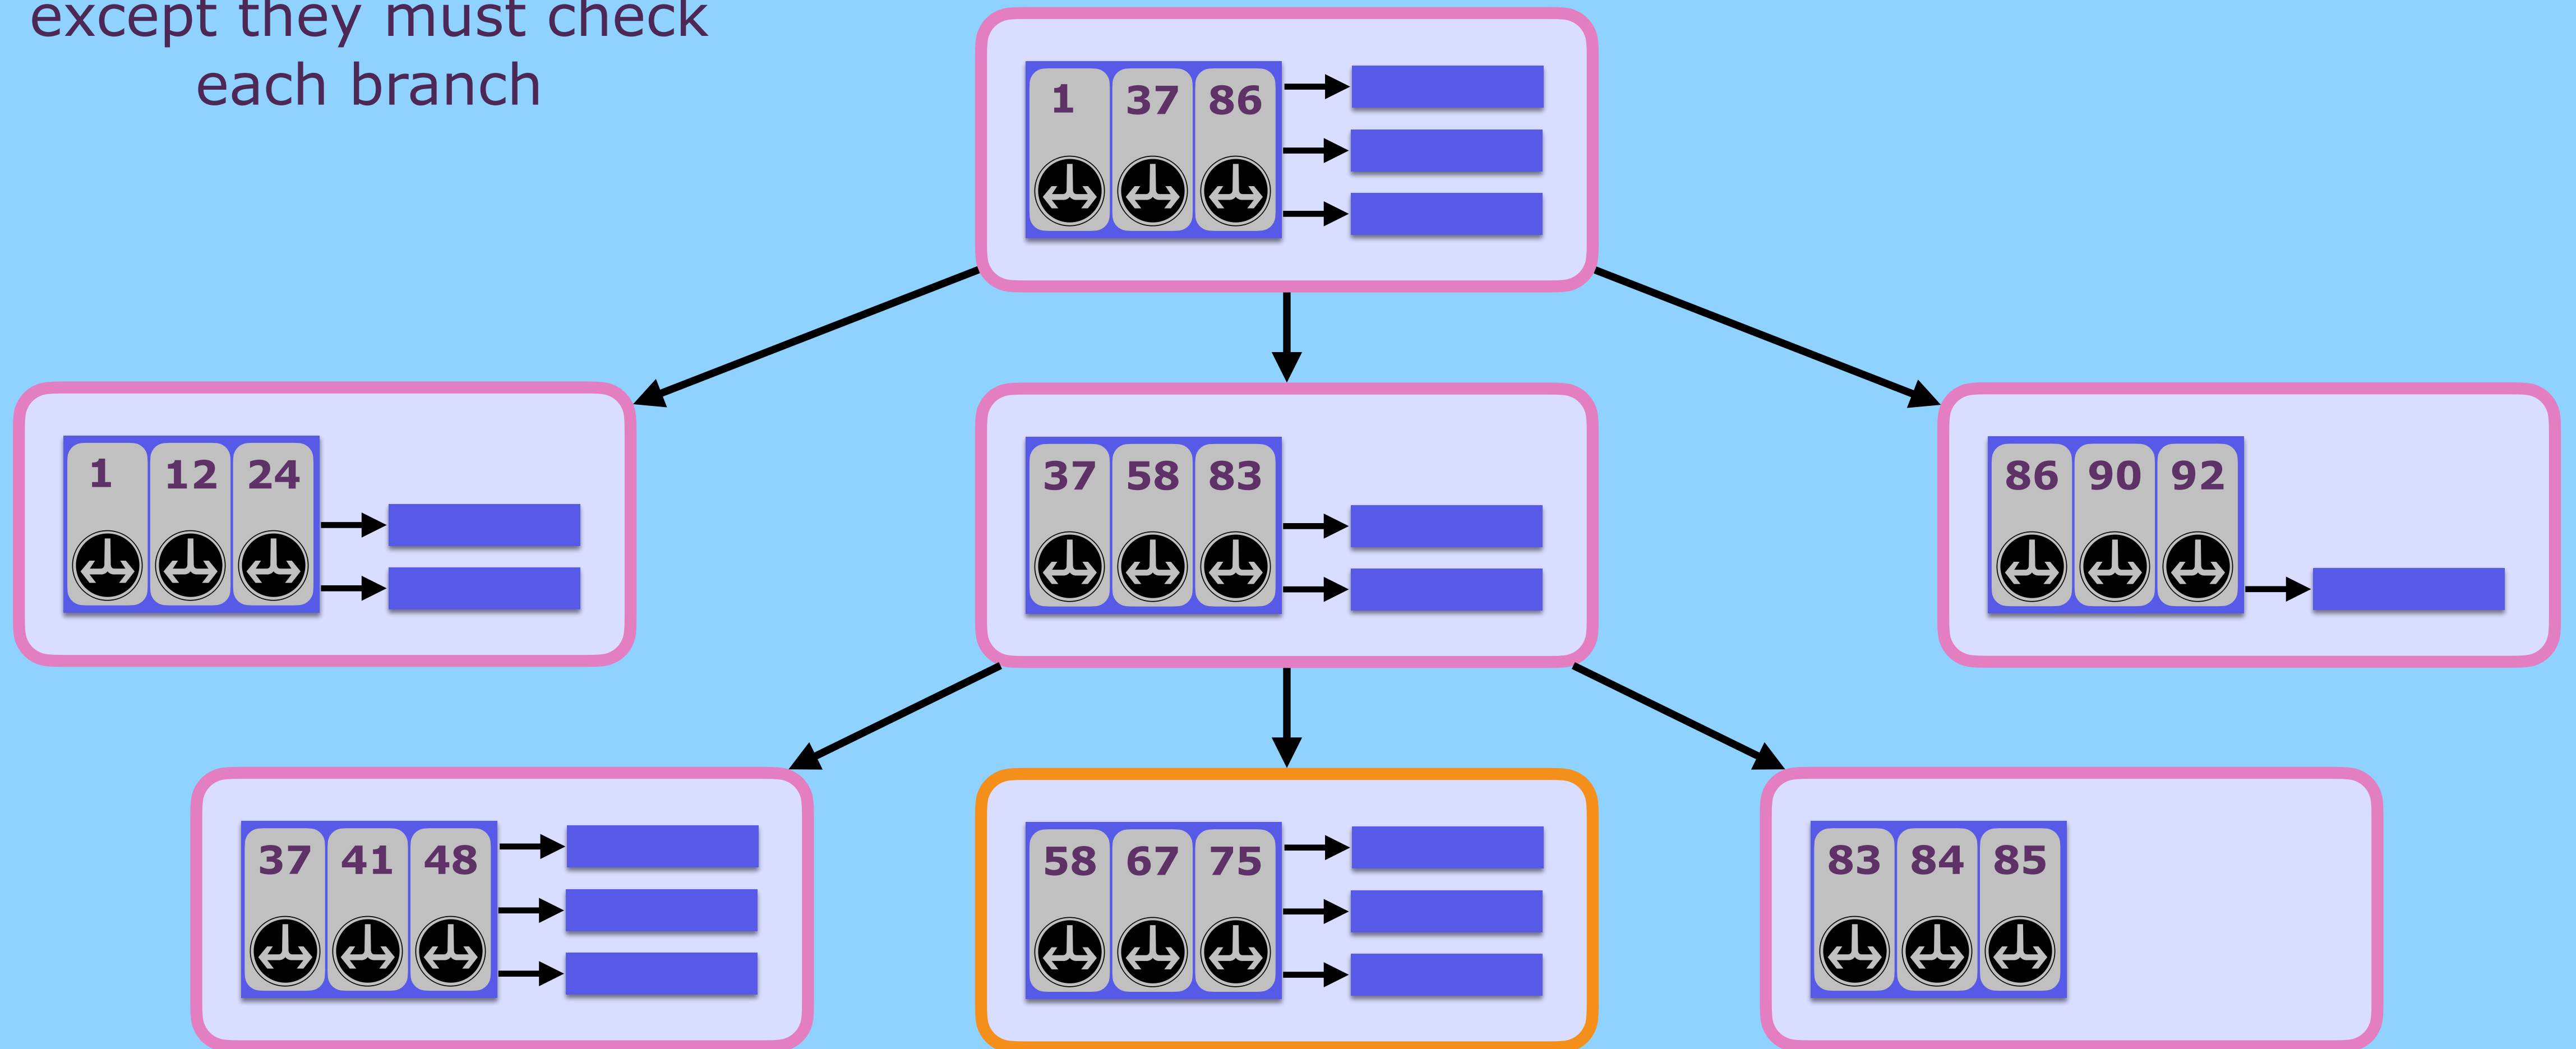 except they must check
each branch
1 37 86
1 12 24
37 58 83
86 90 92
37 41 48
58 67 75
83 84 85